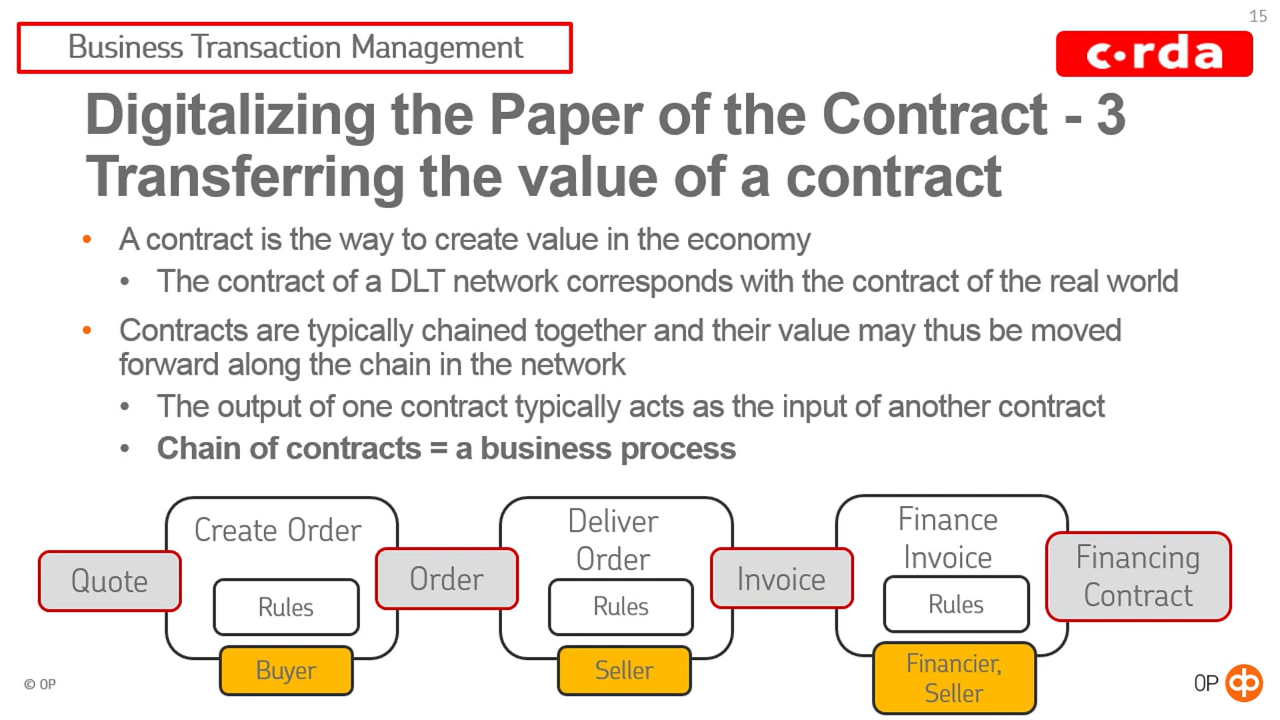 15
Business Transaction Management
c·rda
Digitalizing the Paper of the Contract - 3
Transferring the value of a contract
• A contract is the way to create value in the economy
• The contract of a DLT network corresponds with the contract of the real world
• Contracts are typically chained together and their value may thus be moved
forward along the chain in the network
• The output of one contract typically acts as the input of another contract
• Chain of contracts = a business process
Quote
Create Order
Rules
Buyer
Order
Deliver
Order
Rules
Seller
Invoice
Finance
Invoice
Rules
Financier,
Seller
Financing
Contract
© OP
OP